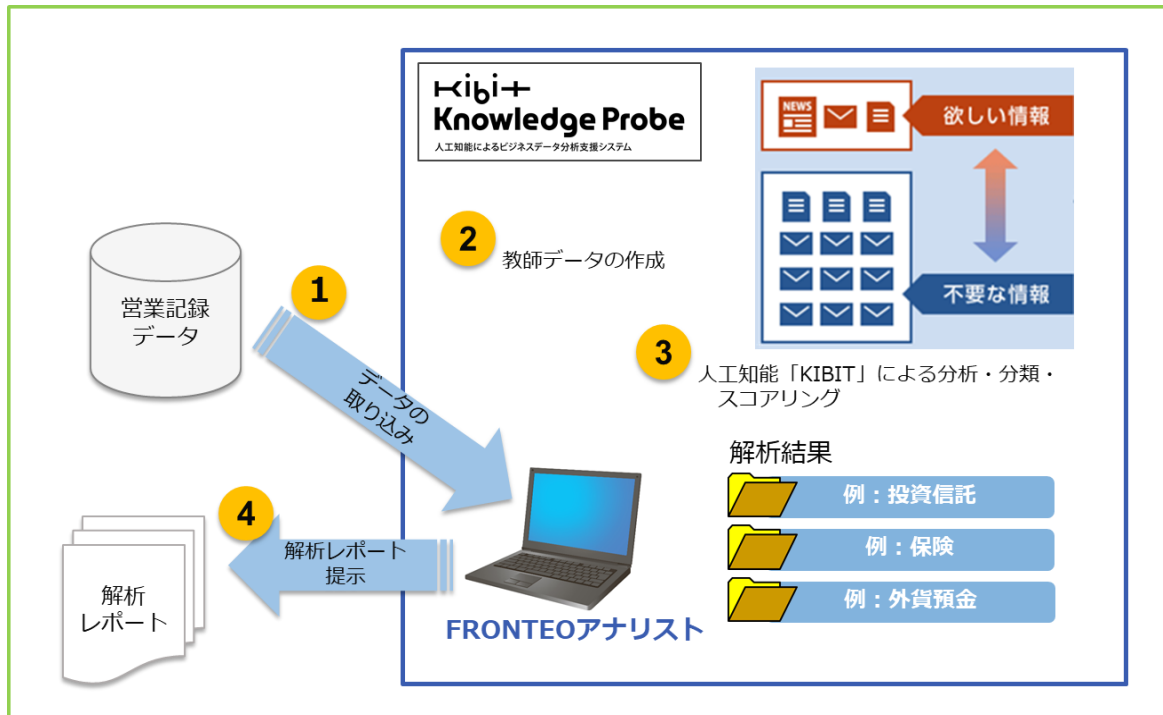 KIBIT
Knowledge Probe
人工知能によるビジネスデータ分析支援システム
NEWS
欲しい情報
不要な情報
2
教師データの作成
1
営業記録
データ
データの
取り込み
3
人工知能「KIBIT」による分析・分類・
スコアリング
解析結果
例：投資信託
例：保険
例：外貨預金
4
解析レポート
提示
解析
レポート
FRONTEOアナリスト